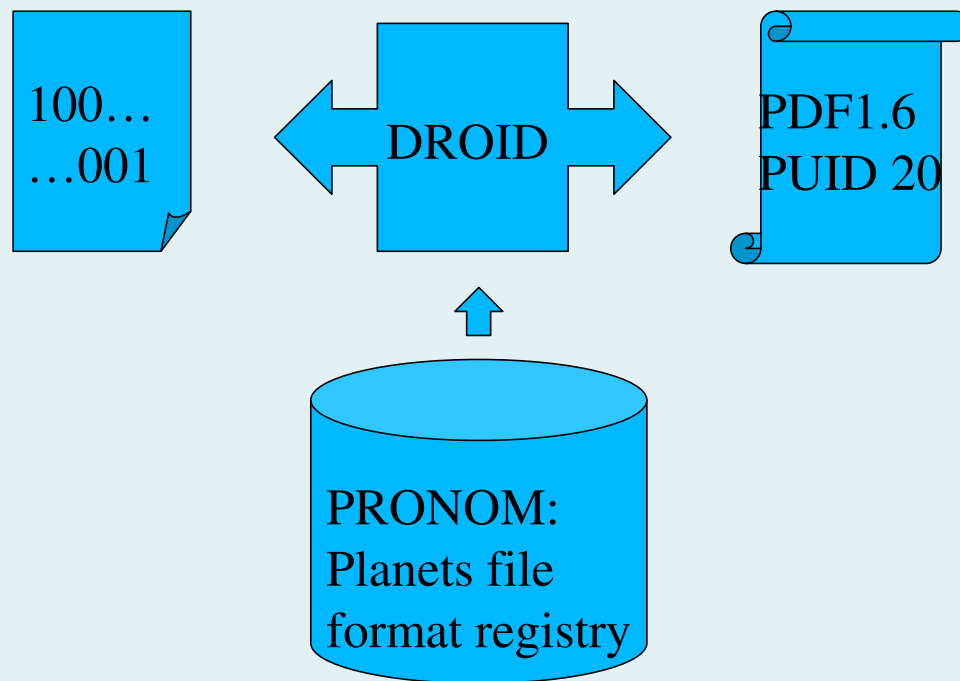 100…
…001
DROID
PDF1.6
PUID 20
PRONOM:
Planets file
format registry